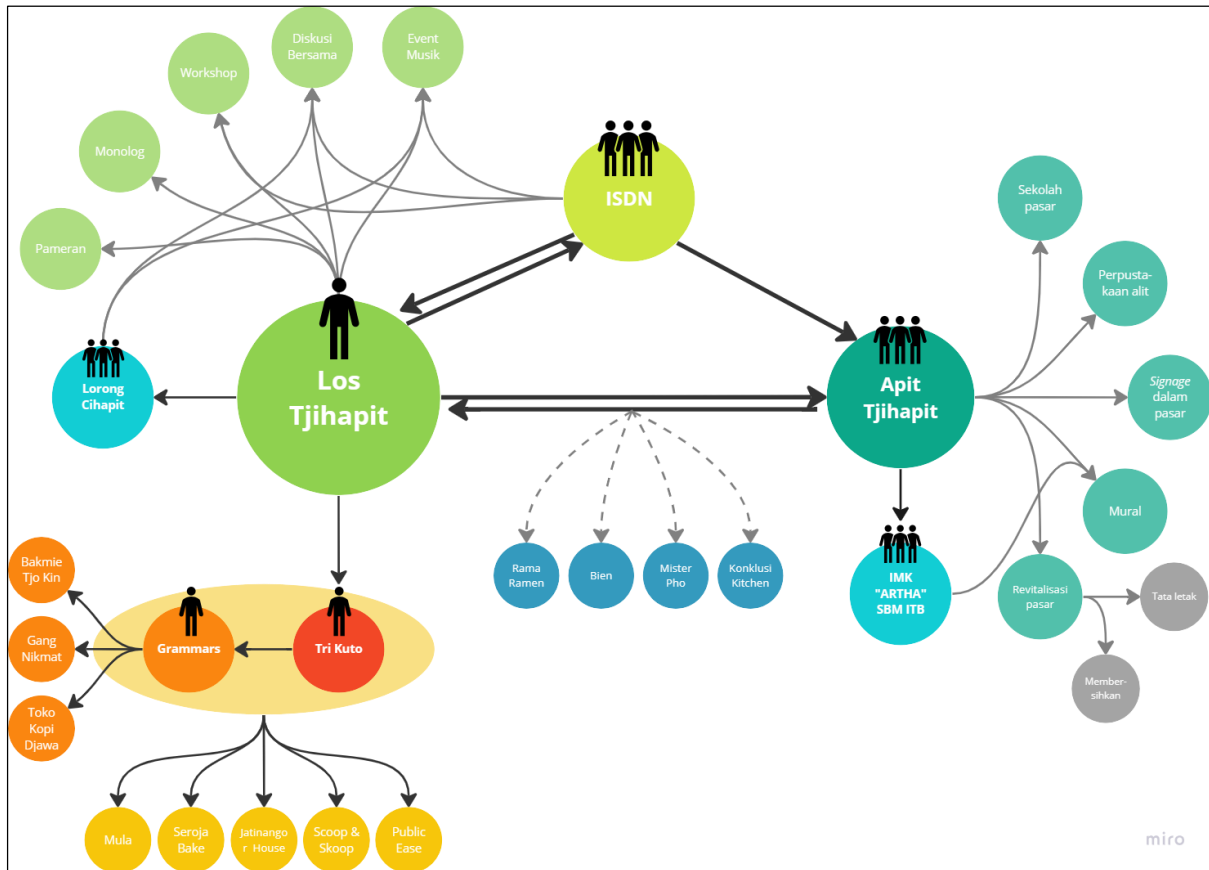 Diskusi
Bersama
Event
Musik
Workshop
Monolog
Pameran
ISDN
Sekolah
pasar
Perpusta-
kaan alit
Signage
dalam
pasar
Mural
Revitalisasi
pasar
Tata letak
Member-
sihkan
Los
Tjihapit
Lorong
Cihapit
Apit
Tjihapit
IMK
"ARTHA"
SBM ITB
Rama
Ramen
Bien
Mister
Pho
Konklusi
Kitchen
Bakmie
Tjo Kin
Gang
Nikmat
Toko
Kopi
Djawa
Grammars
Tri Kuto
Mula
Seroja
Bake
Jatinango
r House
Scoop &
Skoop
Public
Ease
miro